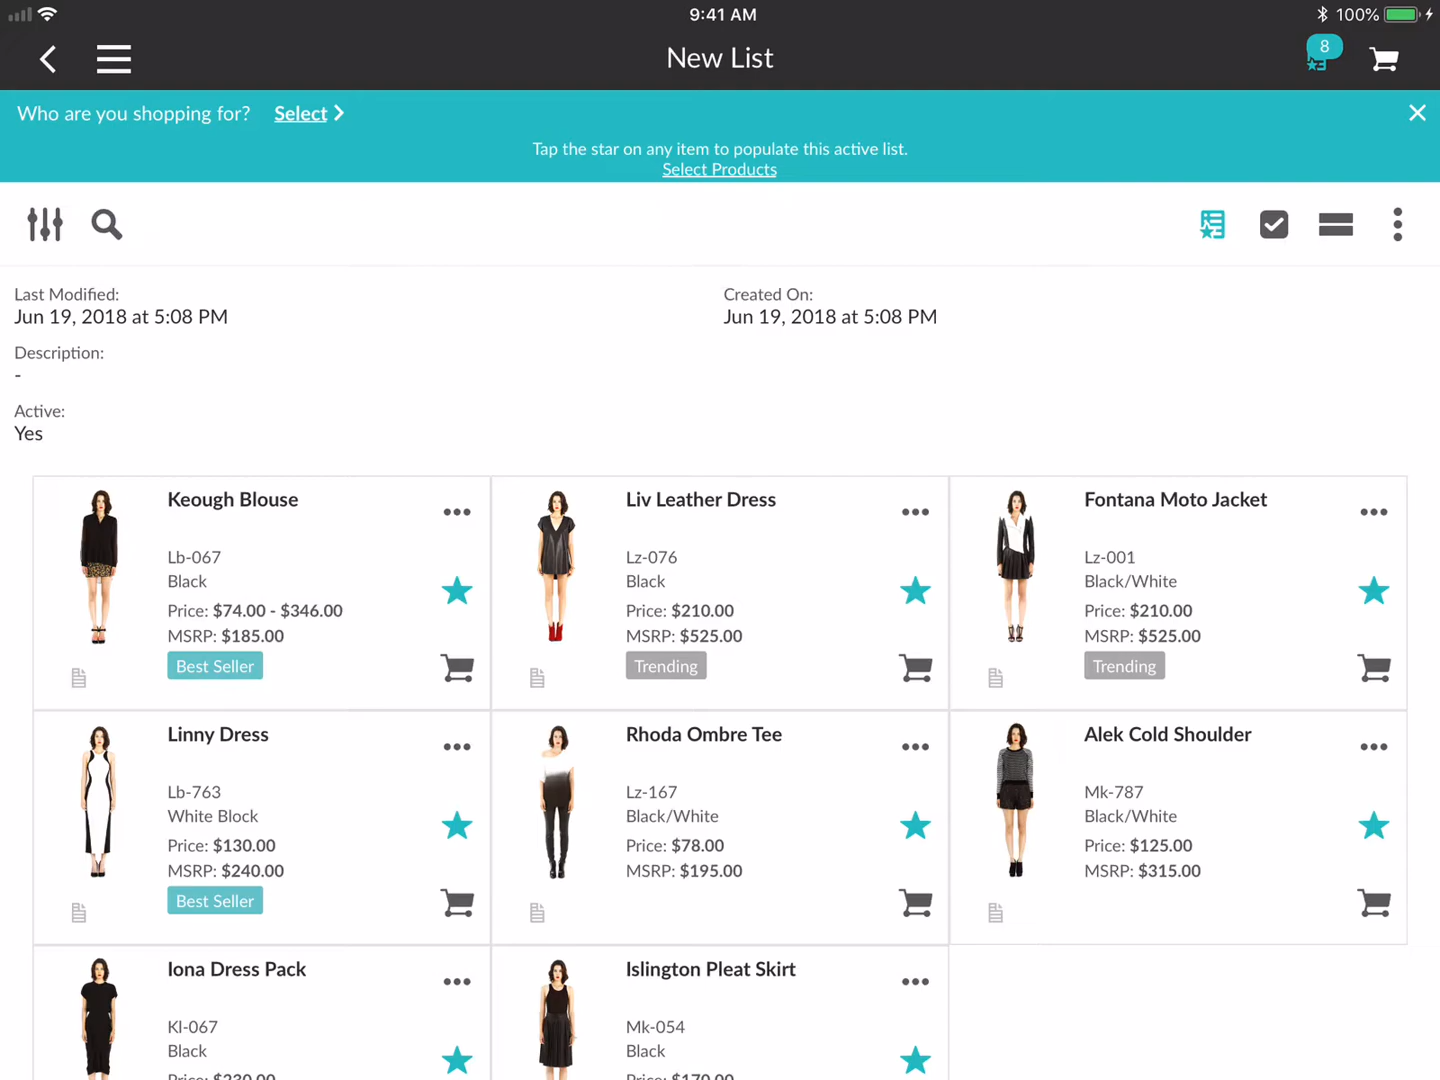 9:41 AM
100%
New List
8
Who are you shopping for? Select
Tap the star on any item to populate this active list.
Select Products
Last Modified:
Jun 19, 2018 at 5:08 PM
Created On:
Jun 19, 2018 at 5:08 PM
Description:
-
Active:
Yes
Keough Blouse
Lb-067
Black
Price: $74.00 - $346.00
MSRP: $185.00
Best Seller
Liv Leather Dress
Lz-076
Black
Price: $210.00
MSRP: $525.00
Trending
Fontana Moto Jacket
Lz-001
Black/White
Price: $210.00
MSRP: $525.00
Trending
Linny Dress
Lb-763
White Block
Price: $130.00
MSRP: $240.00
Best Seller
Rhoda Ombre Tee
Lz-167
Black/White
Price: $78.00
MSRP: $195.00
Alek Cold Shoulder
Mk-787
Black/White
Price: $125.00
MSRP: $315.00
Iona Dress Pack
Kl-067
Black
Price: $230.00
Islington Pleat Skirt
Mk-054
Black
Price: $170.00